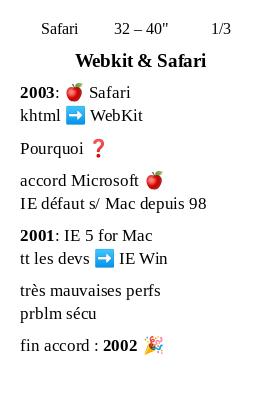 Safari 32 – 40" 1/3
Webkit & Safari
2003: 🍎 Safari
khtml ➡️ WebKit
Pourquoi ❓
accord Microsoft 🍎
IE défaut s/ Mac depuis 98
2001: IE 5 for Mac
tt les devs ➡️ IE Win
très mauvaises perfs
prblm sécu
fin accord : 2002 🎉